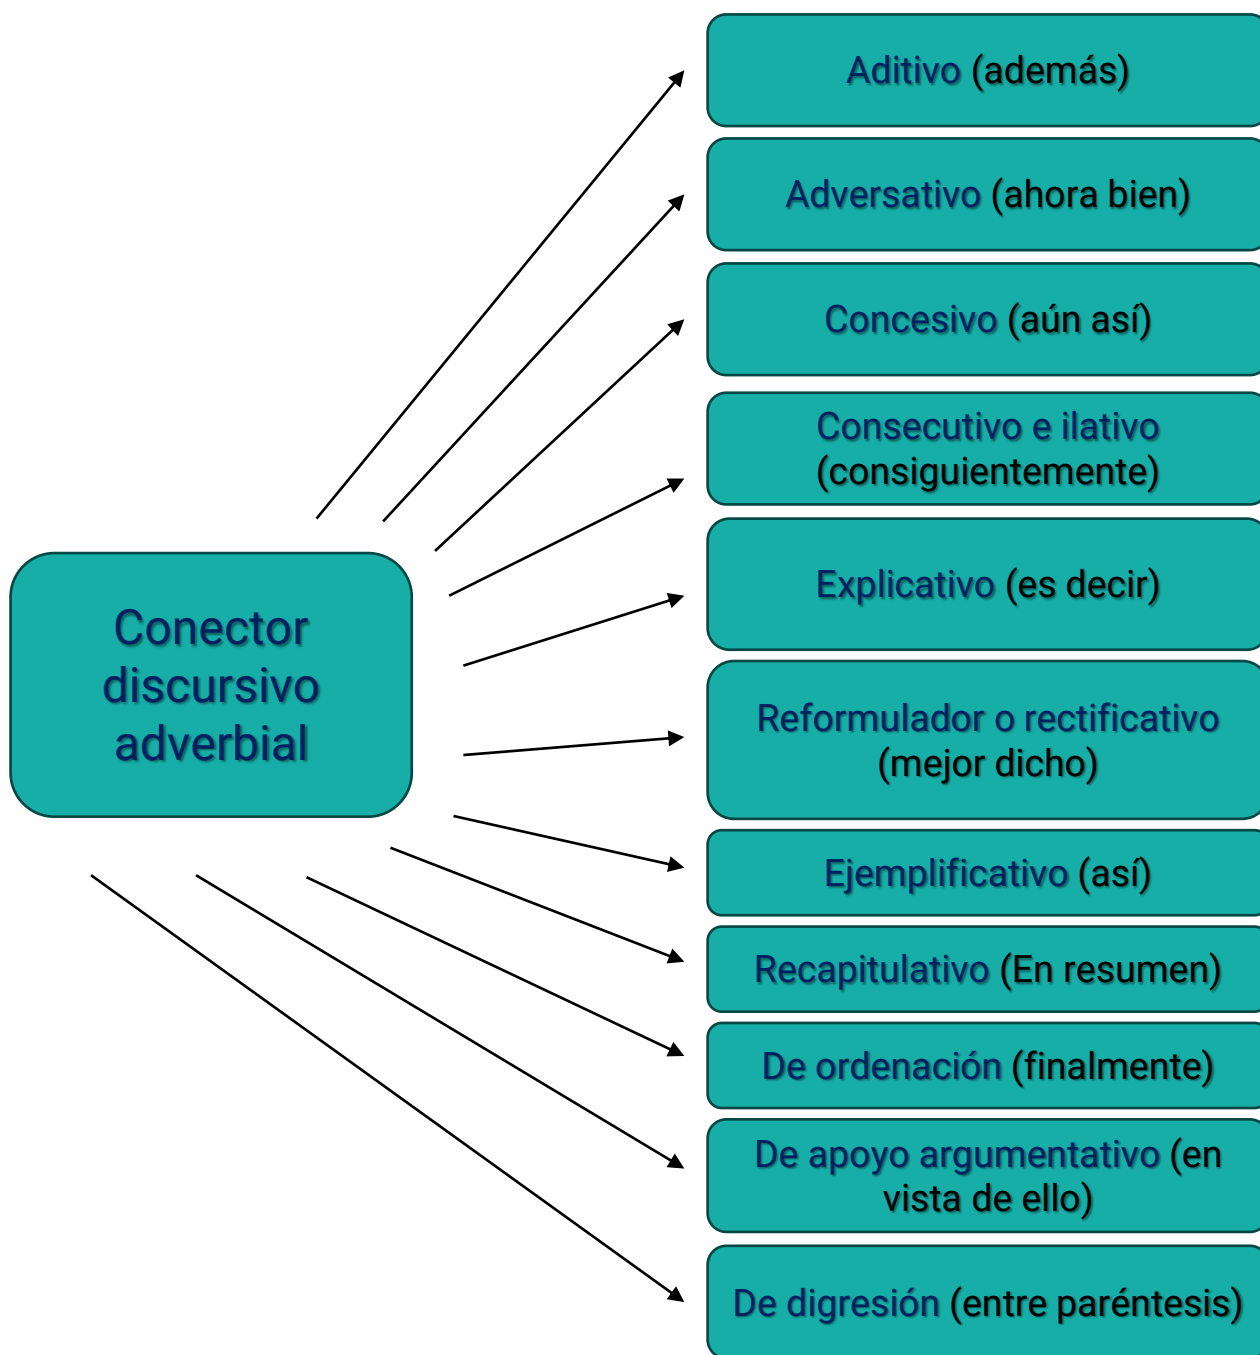 Aditivo (además)
Adversativo (ahora bien)
Concesivo (aún así)
Consecutivo e ilativo
(consiguientemente)
Explicativo (es decir)
Conector
discursivo
adverbial
Reformulador o rectificativo
(mejor dicho)
Ejemplificativo (así)
Recapitulativo (En resumen)
De ordenación (finalmente)
De apoyo argumentativo (en
vista de ello)
De digresión (entre paréntesis)